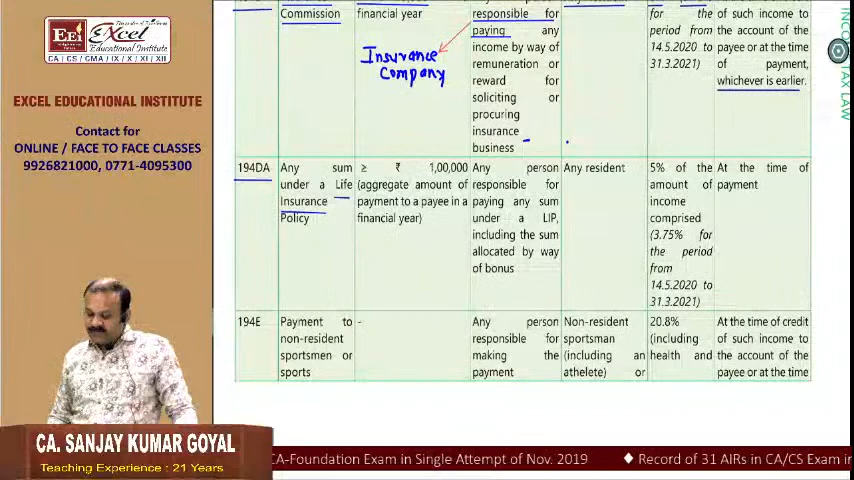 EEi
The true centre of Excellence
Excel
Educational Institute
CA / CS / CMA / IX / X / XI / XII
EXCEL EDUCATIONAL INSTITUTE
Contact for
ONLINE / FACE TO FACE CLASSES
9926821000, 0771-4095300
Commission
financial year
Insurance
Company
responsible for
paying any
income by way of
remuneration or
reward for
soliciting or
procuring
insurance
business
for the
period from
14.5.2020 to
31.3.2021)
of such income to
the account of the
payee or at the time
of payment,
whichever is earlier.
194DA
Any sum
under a Life
Insurance
Policy
≥ ₹ 1,00,000
(aggregate amount of
payment to a payee in a
financial year)
Any person
responsible for
paying any sum
under a LIP,
including the sum
allocated by way
of bonus
Any resident
5% of the
amount of
income
comprised
(3.75% for
the period
from
14.5.2020 to
31.3.2021)
At the time of
payment
194E
Payment to
non-resident
sportsmen or
sports
-
Any person
responsible for
making the
payment
Non-resident
sportsman
(including an
athelete) or
20.8%
(including
health and
At the time of credit
of such income to
the account of the
payee or at the time
TAX LAW
CA. SANJAY KUMAR GOYAL
Teaching Experience : 21 Years
CA-Foundation Exam in Single Attempt of Nov. 2019 ◆ Record of 31 AIRs in CA/CS Exam in